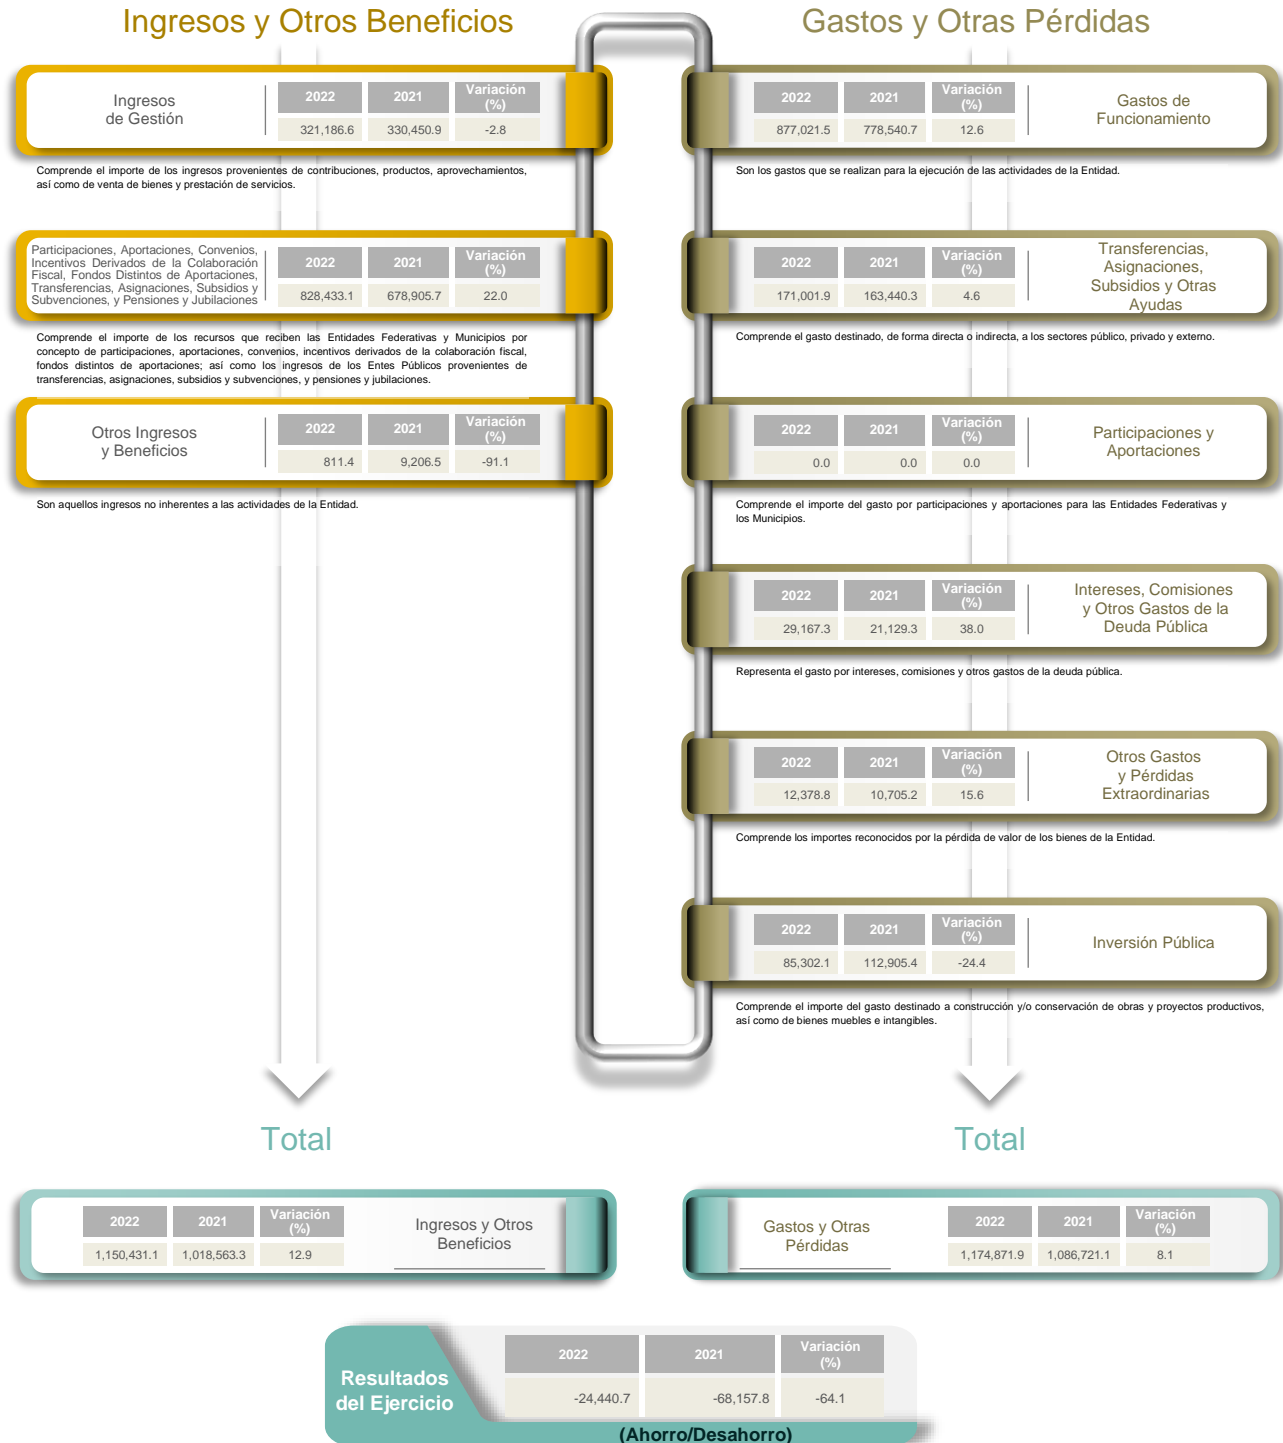 Ingresos y Otros Beneficios
Ingresos
de Gestión
2022 2021 Variación
(%)
321,186.6 330,450.9 -2.8
Comprende el importe de los ingresos provenientes de contribuciones, productos, aprovechamientos,
así como de venta de bienes y prestación de servicios.
Participaciones, Aportaciones, Convenios,
Incentivos Derivados de la Colaboración
Fiscal, Fondos Distintos de Aportaciones,
Transferencias, Asignaciones, Subsidios y
Subvenciones, y Pensiones y Jubilaciones
2022 2021 Variación
(%)
828,433.1 678,905.7 22.0
Comprende el importe de los recursos que reciben las Entidades Federativas y Municipios por
concepto de participaciones, aportaciones, convenios, incentivos derivados de la colaboración fiscal,
fondos distintos de aportaciones; así como los ingresos de los Entes Públicos provenientes de
transferencias, asignaciones, subsidios y subvenciones, y pensiones y jubilaciones.
Otros Ingresos
y Beneficios
2022 2021 Variación
(%)
811.4 9,206.5 -91.1
Son aquellos ingresos no inherentes a las actividades de la Entidad.
Total
2022 2021 Variación
(%)
1,150,431.1 1,018,563.3 12.9
Ingresos y Otros
Beneficios
Gastos y Otras Pérdidas
2022 2021 Variación
(%)
877,021.5 778,540.7 12.6
Gastos de
Funcionamiento
Son los gastos que se realizan para la ejecución de las actividades de la Entidad.
2022 2021 Variación
(%)
171,001.9 163,440.3 4.6
Transferencias,
Asignaciones,
Subsidios y Otras
Ayudas
Comprende el gasto destinado, de forma directa o indirecta, a los sectores público, privado y externo.
2022 2021 Variación
(%)
0.0 0.0 0.0
Participaciones y
Aportaciones
Comprende el importe del gasto por participaciones y aportaciones para las Entidades Federativas y
los Municipios.
2022 2021 Variación
(%)
29,167.3 21,129.3 38.0
Intereses, Comisiones
y Otros Gastos de la
Deuda Pública
Representa el gasto por intereses, comisiones y otros gastos de la deuda pública.
2022 2021 Variación
(%)
12,378.8 10,705.2 15.6
Otros Gastos
y Pérdidas
Extraordinarias
Comprende los importes reconocidos por la pérdida de valor de los bienes de la Entidad.
2022 2021 Variación
(%)
85,302.1 112,905.4 -24.4
Inversión Pública
Comprende el importe del gasto destinado a construcción y/o conservación de obras y proyectos productivos,
así como de bienes muebles e intangibles.
Total
Gastos y Otras
Pérdidas
2022 2021 Variación
(%)
1,174,871.9 1,086,721.1 8.1
Resultados
del Ejercicio
2022 2021 Variación
(%)
-24,440.7 -68,157.8 -64.1
(Ahorro/Desahorro)